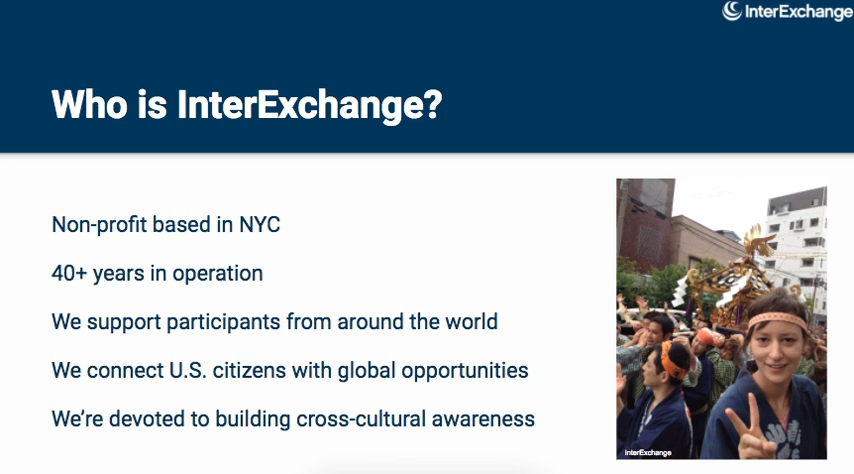 InterExchange
Who is InterExchange?
Non-profit based in NYC
40+ years in operation
We support participants from around the world
We connect U.S. citizens with global opportunities
We're devoted to building cross-cultural awareness
InterExchange